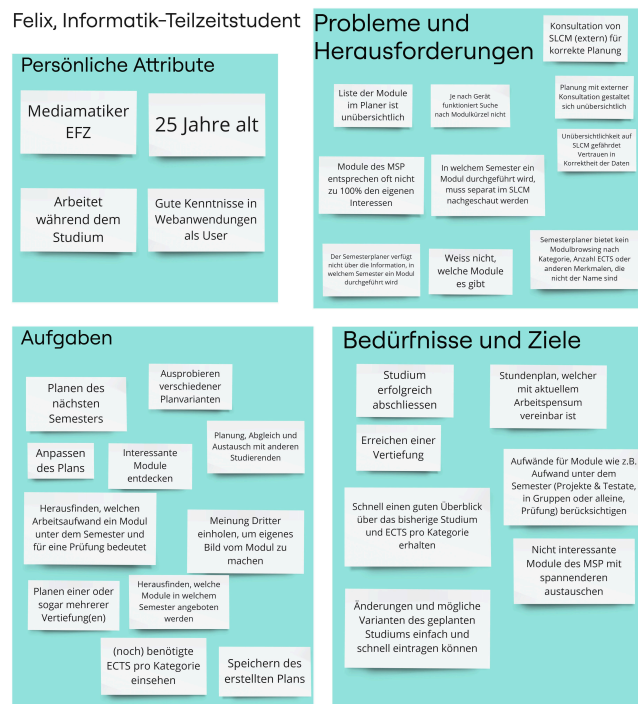 Felix, Informatik-Teilzeitstudent
Persönliche Attribute
Mediamatiker
EFZ
25 Jahre alt
Arbeitet
während dem
Studium
Gute Kenntnisse in
Webanwendungen
als User
Probleme und
Herausforderungen
Konsultation von
SLCM (extern) für
korrekte Planung
Liste der Module
im Planer ist
unübersichtlich
Je nach Gerät
funktioniert Suche
nach Modulkürzel nicht
Planung mit externer
Konsultation gestaltet
sich unübersichtlich
Unübersichtlichkeit auf
SLCM gefährdet
Vertrauen in
Korrektheit der Daten
Module des MSP
entsprechen oft nicht
zu 100% den eigenen
Interessen
In welchem Semester ein
Modul durchgeführt wird,
muss separat im SLCM
nachgeschaut werden
Der Semesterplaner verfügt
nicht über die Information, in
welchem Semester ein Modul
durchgeführt wird
Weiss nicht,
welche Module
es gibt
Semesterplaner bietet kein
Modulbrowsing nach
Kategorie, Anzahl ECTS oder
anderen Merkmalen, die
nicht der Name sind
Aufgaben
Planen des
nächsten
Semesters
Ausprobieren
verschiedener
Planvarianten
Anpassen
des Plans
Interessante
Module
entdecken
Planung, Abgleich und
Austausch mit anderen
Studierenden
Herausfinden, welchen
Arbeitsaufwand ein Modul
unter dem Semester und
für eine Prüfung bedeutet
Meinung Dritter
einholen, um eigenes
Bild vom Modul zu
machen
Planen einer oder
sogar mehrerer
Vertiefung(en)
Herausfinden, welche
Module in welchem
Semester angeboten
werden
(noch) benötigte
ECTS pro Kategorie
einsehen
Speichern des
erstellten Plans
Bedürfnisse und Ziele
Studium
erfolgreich
abschliessen
Stundenplan, welcher
mit aktuellem
Arbeitspensum
vereinbar ist
Erreichen einer
Vertiefung
Aufwände für Module wie z.B.
Aufwand unter dem
Semester (Projekte & Testate,
in Gruppen oder alleine,
Prüfung) berücksichtigen
Schnell einen guten Überblick
über das bisherige Studium
und ECTS pro Kategorie
erhalten
Nicht interessante
Module des MSP mit
spannenderen
austauschen
Änderungen und mögliche
Varianten des geplanten
Studiums einfach und
schnell eintragen können